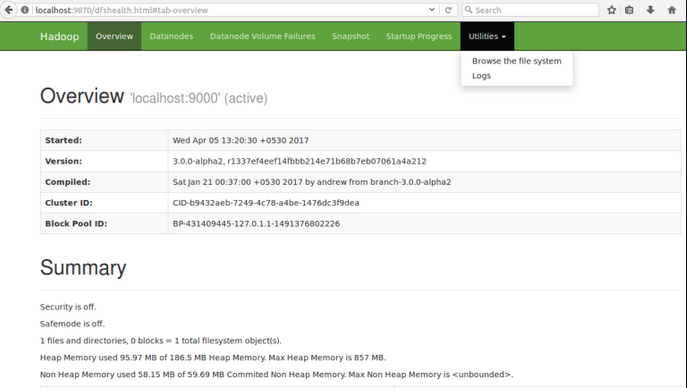 localhost:9870/dfshealth.html#tab-overview
Search
Hadoop Overview Datanodes Datanode Volume Failures Snapshot Startup Progress Utilities
Browse the file system
Logs
Overview 'localhost:9000' (active)
Started: Wed Apr 05 13:20:30 +0530 2017
Version: 3.0.0-alpha2, r1337ef4eef14fbbb214e71b68b7eb07061a4a212
Compiled: Sat Jan 21 00:37:00 +0530 2017 by andrew from branch-3.0.0-alpha2
Cluster ID: CID-b9432aeb-7249-4c78-a4be-1476dc3f9dea
Block Pool ID: BP-431409445-127.0.1.1-1491376802226
Summary
Security is off.
Safemode is off.
1 files and directories, 0 blocks = 1 total filesystem object(s).
Heap Memory used 95.97 MB of 186.5 MB Heap Memory. Max Heap Memory is 857 MB.
Non Heap Memory used 58.15 MB of 59.69 MB Commited Non Heap Memory. Max Non Heap Memory is <unbounded>.